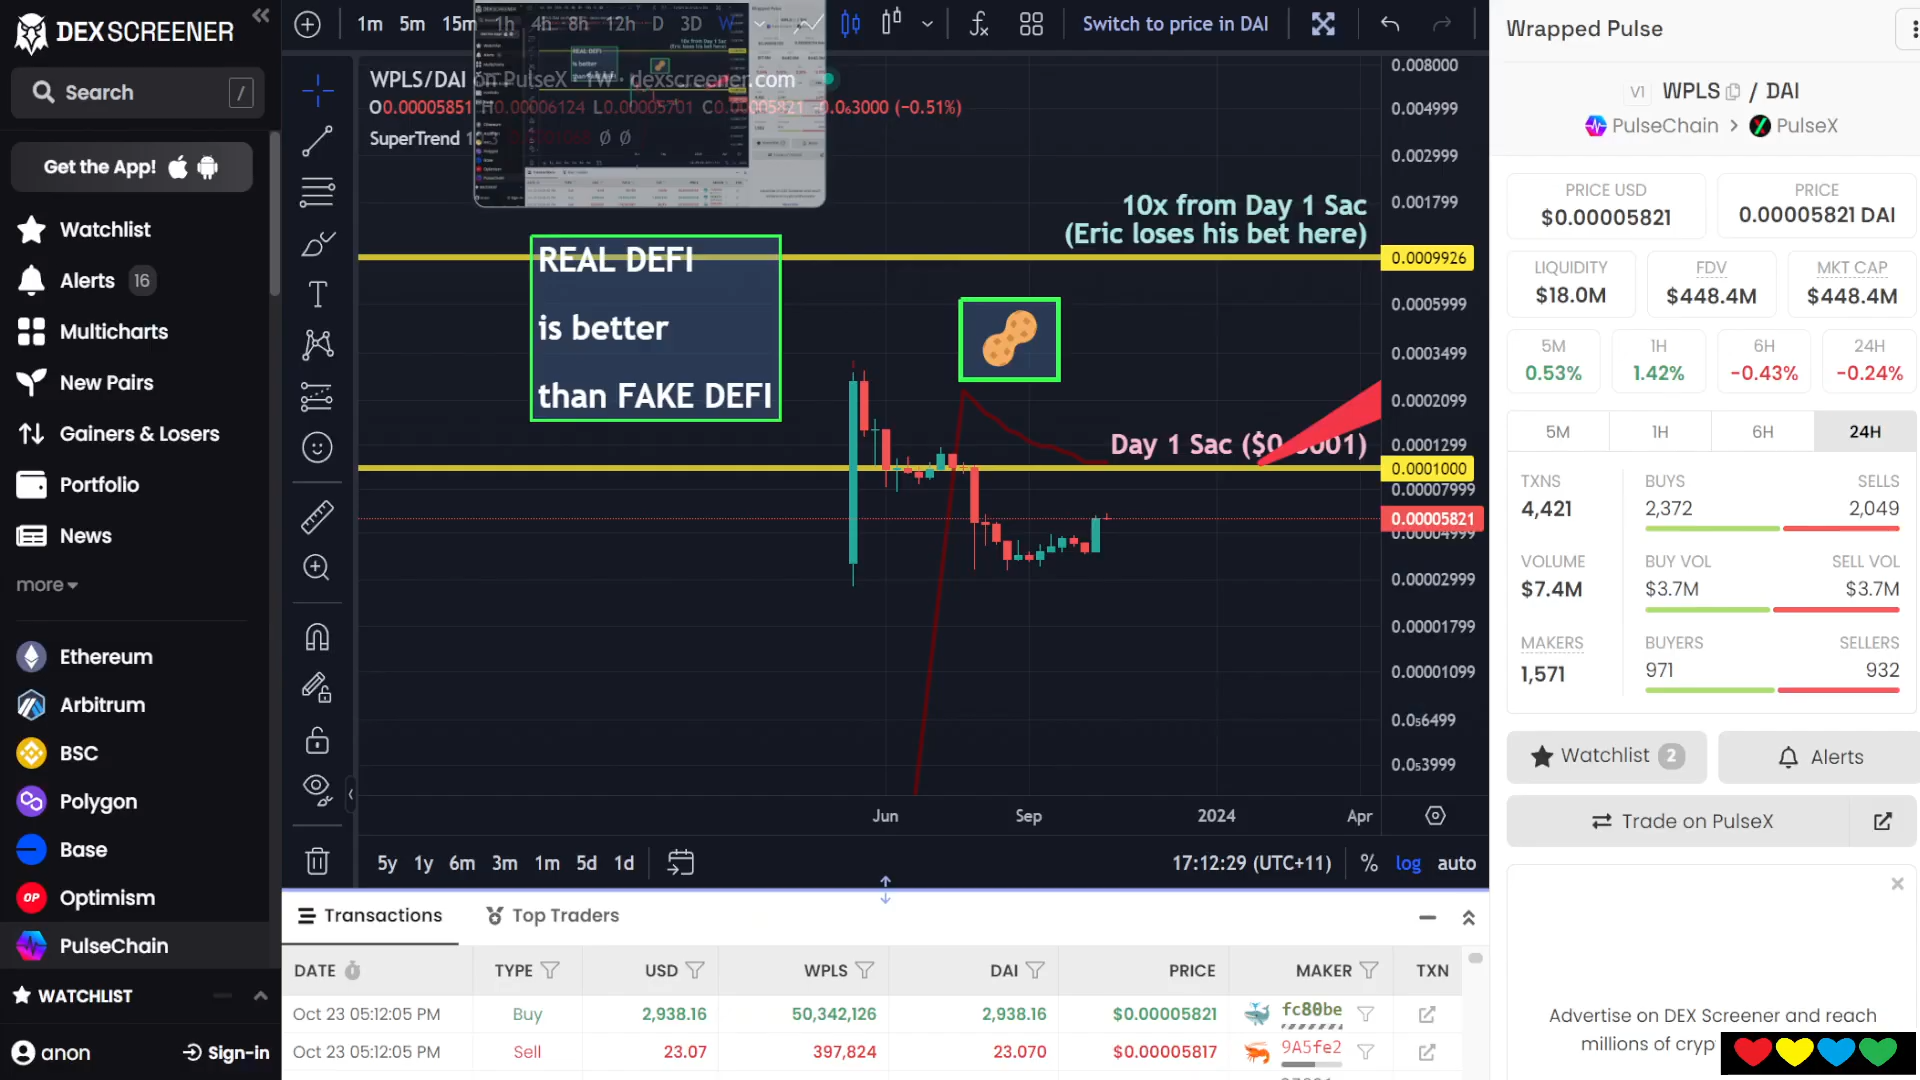 DEX SCREENER
Search
/
Get the App!
Watchlist
Alerts 16
Multicharts
New Pairs
Gainers & Losers
Portfolio
News
more
Ethereum
Arbitrum
BSC
Polygon
Base
Optimism
PulseChain
WATCHLIST
anon
Sign-in
1m 5m 15m 1h 4h 8h 12h D 3D W
Switch to price in DAI
WPLS/DAI on PulseX · 1W · dexscreener.com
O0.00005851 H0.00006124 L0.00005701 C0.00005821 -0.0₆3000 (−0.51%)
SuperTrend
REAL DEFI
is better
than FAKE DEFI
10x from Day 1 Sac
(Eric loses his bet here)
Day 1 Sac
0.008000
0.004999
0.002999
0.001799
0.0009926
0.0005999
0.0003499
0.0002099
0.0001299
0.0001000
0.00007999
0.00005821
0.00004999
0.00002999
0.00001799
0.00001099
0.0₅6499
0.0₅3999
Jun Sep 2024 Apr
5y 1y 6m 3m 1m 5d 1d
17:12:29 (UTC+11) % log auto
Transactions Top Traders
DATE TYPE USD WPLS DAI PRICE MAKER TXN
Oct 23 05:12:05 PM Buy 2,938.16 50,342,126 2,938.16 $0.00005821 fc80be
Oct 23 05:12:05 PM Sell 23.07 397,824 23.070 $0.00005817 9A5fe2
Wrapped Pulse
V1 WPLS / DAI
PulseChain > PulseX
PRICE USD
$0.00005821
PRICE
0.00005821 DAI
LIQUIDITY
$18.0M
FDV
$448.4M
MKT CAP
$448.4M
5M
0.53%
1H
1.42%
6H
-0.43%
24H
-0.24%
5M 1H 6H 24H
TXNS
4,421
BUYS
2,372
SELLS
2,049
VOLUME
$7.4M
BUY VOL
$3.7M
SELL VOL
$3.7M
MAKERS
1,571
BUYERS
971
SELLERS
932
Watchlist 2
Alerts
Trade on PulseX
Advertise on DEX Screener and reach
millions of